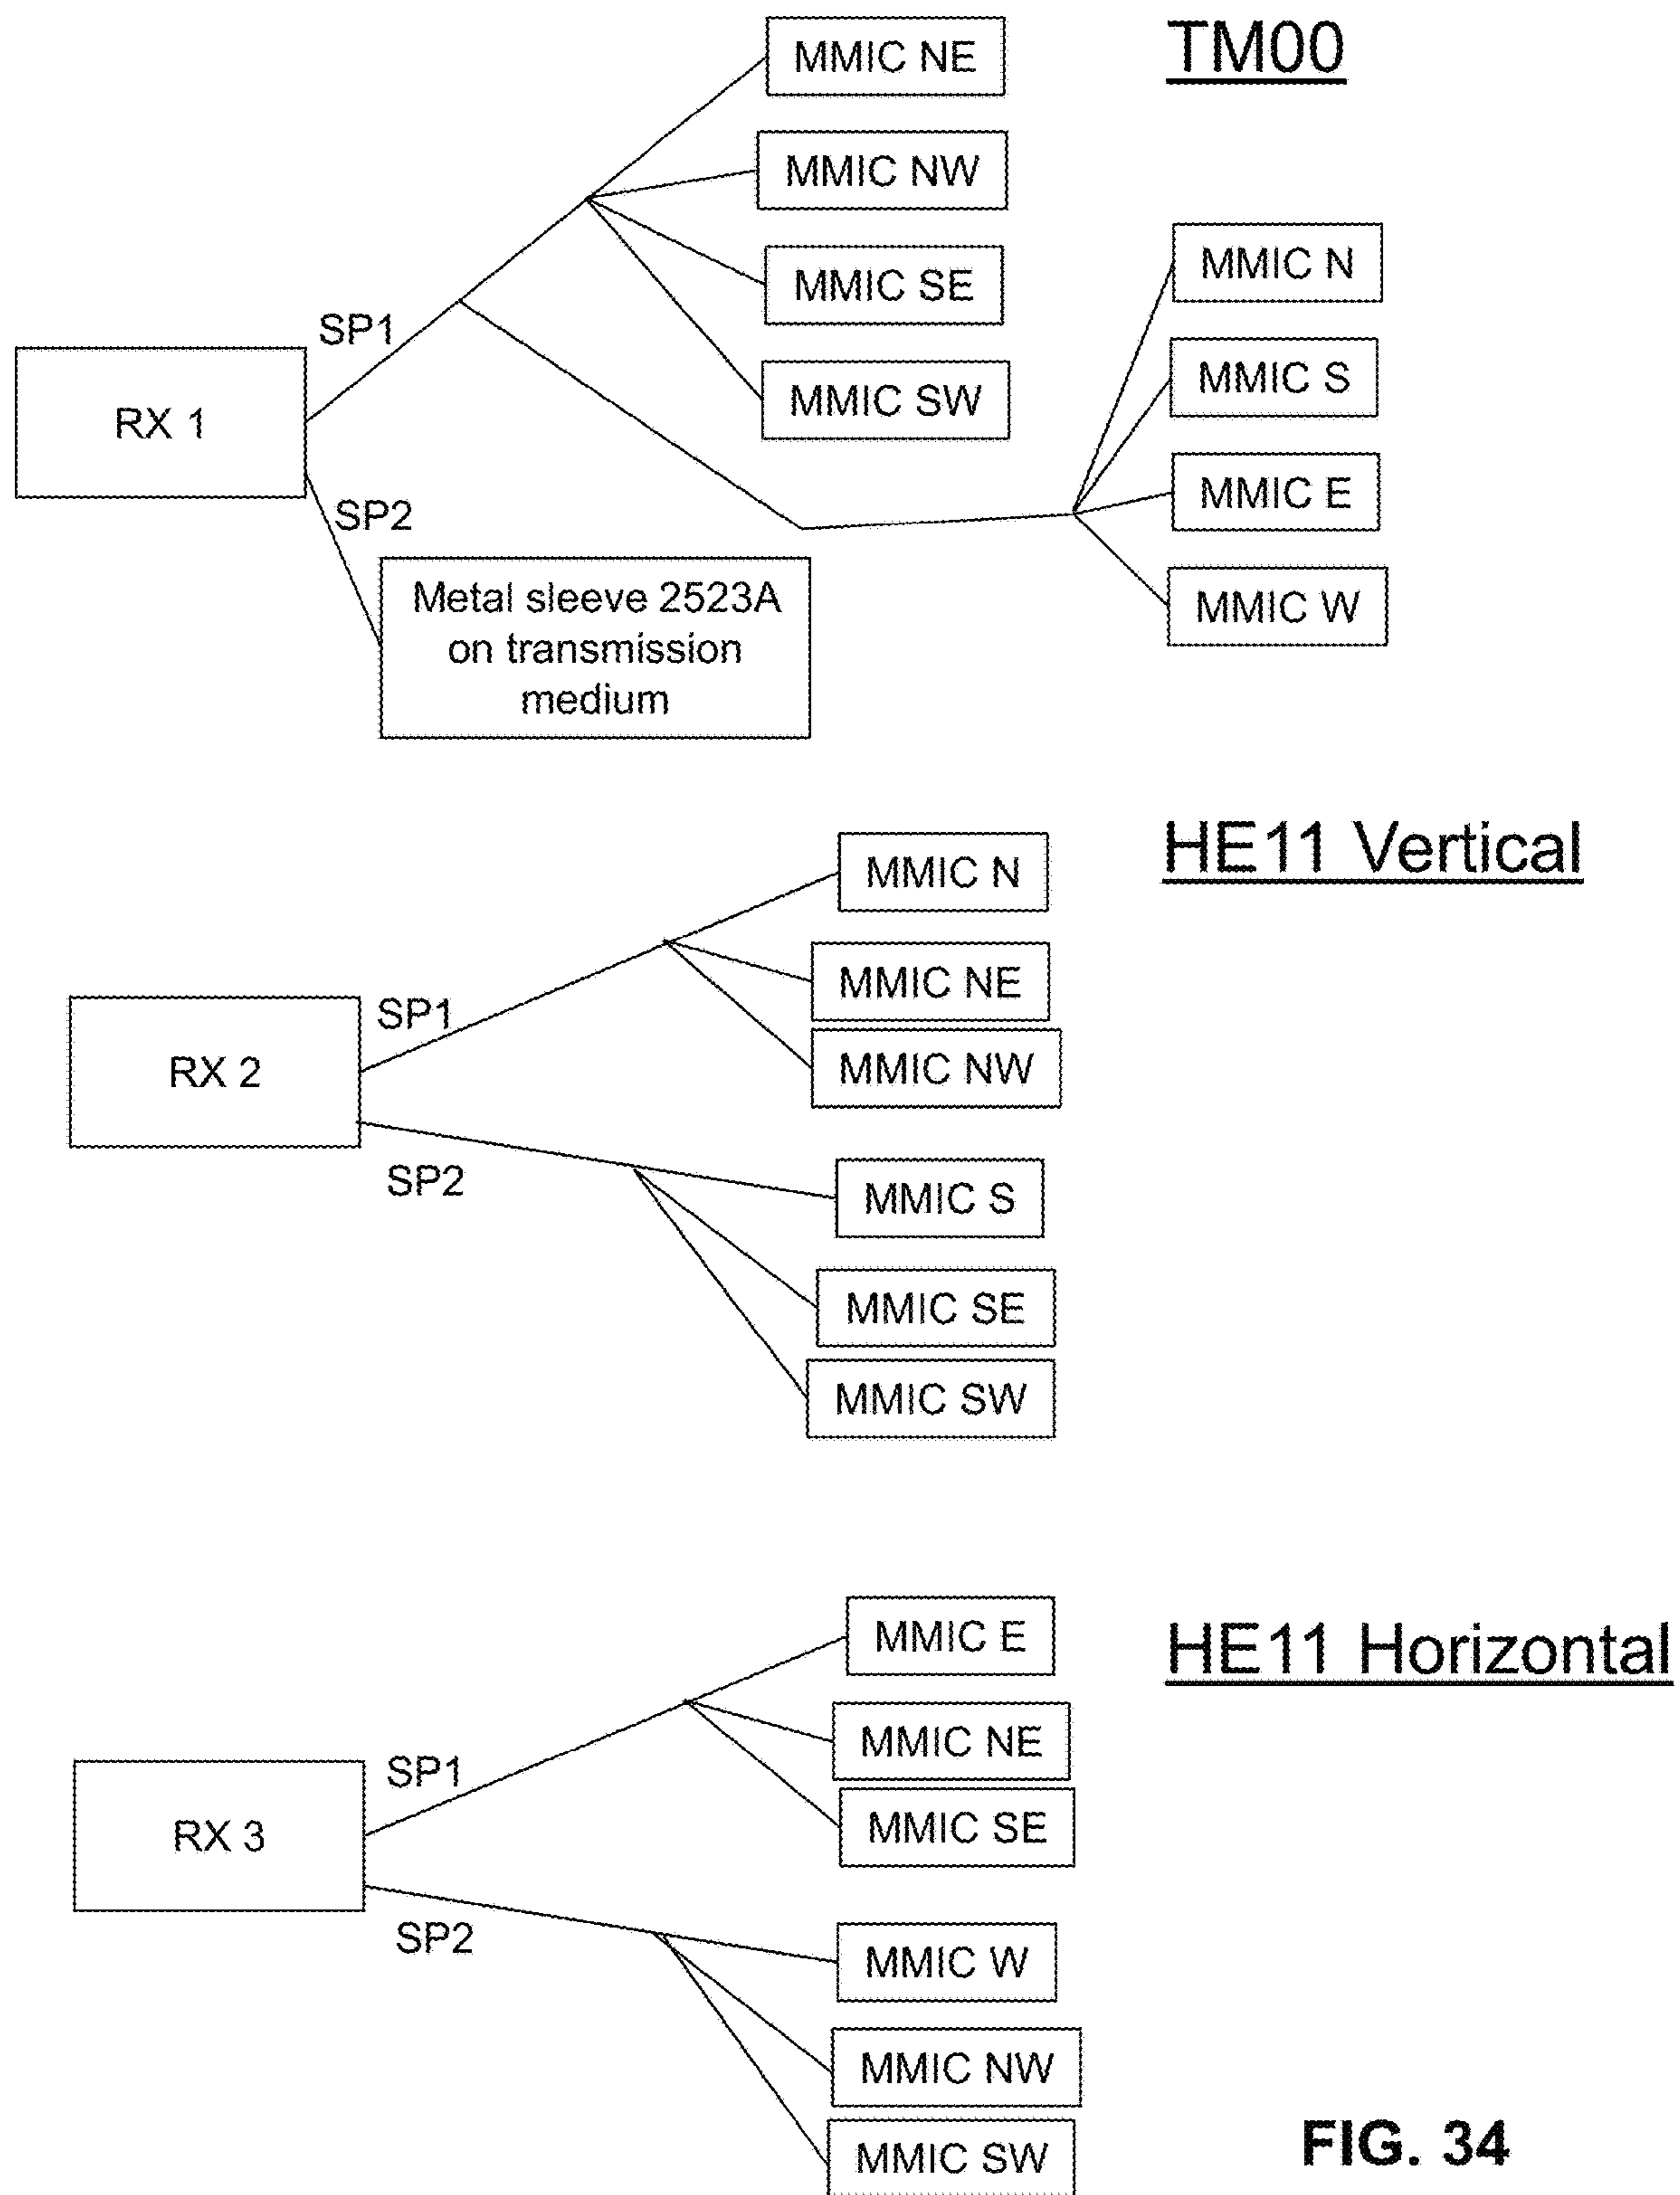 TM00
MMIC NE
MMIC NW
MMIC SE
MMIC SW
MMIC N
MMIC S
MMIC E
MMIC W
SP1
RX 1
SP2
Metal sleeve 2523A
on transmission
medium
HE11 Vertical
MMIC N
MMIC NE
MMIC NW
SP1
RX 2
SP2
MMIC S
MMIC SE
MMIC SW
HE11 Horizontal
MMIC E
MMIC NE
MMIC SE
SP1
RX 3
SP2
MMIC W
MMIC NW
MMIC SW
FIG. 34